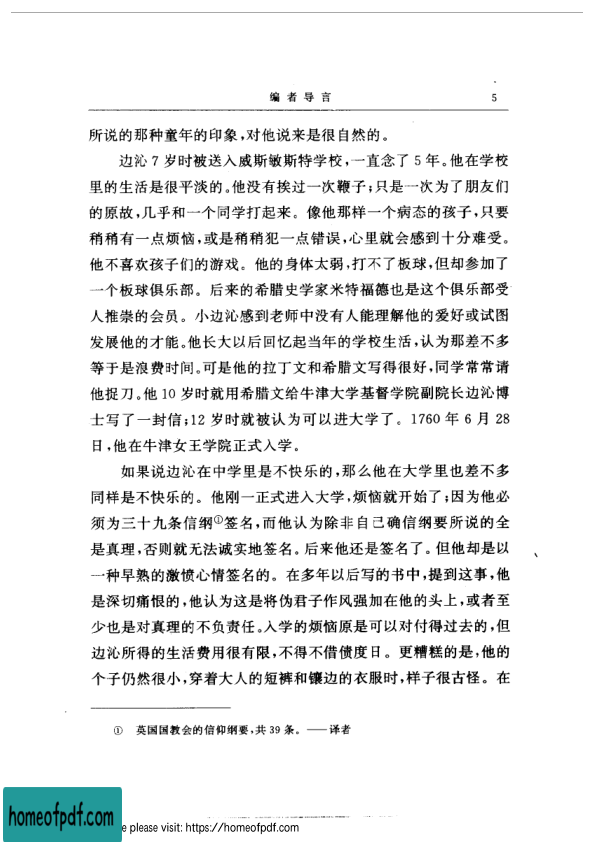 编者导言 5
所说的那种童年的印象，对他说来是很自然的。
边沁 7 岁时被送入威斯敏斯特学校，一直念了 5 年。他在学校
里的生活是很平淡的。他没有挨过一次鞭子；只是一次为了朋友们
的原故，几乎和一个同学打起来。像他那样一个病态的孩子，只要
稍稍有一点烦恼，或是稍稍犯一点错误，心里就会感到十分难受。
他不喜欢孩子们的游戏。他的身体太弱，打不了板球，但却参加了
一个板球俱乐部。后来的希腊史学家米特福德也是这个俱乐部受
人推崇的会员。小边沁感到老师中没有人能理解他的爱好或试图
发展他的才能。他长大以后回忆起当年的学校生活，认为那差不多
等于是浪费时间。可是他的拉丁文和希腊文写得很好，同学常常请
他捉刀。他 10 岁时就用希腊文给牛津大学基督学院副院长边沁博
士写了一封信；12 岁时就被认为可以进大学了。1760 年 6 月 28
日，他在牛津女王学院正式入学。
如果说边沁在中学里是不快乐的，那么他在大学里也差不多
同样是不快乐的。他刚一正式进入大学，烦恼就开始了；因为他必
须为三十九条信纲①签名，而他认为除非自己确信纲要所说的全
是真理，否则就无法诚实地签名。后来他还是签名了。但他却是以
一种早熟的激愤心情签名的。在多年以后写的书中，提到这事，他
是深切痛恨的，他认为这是将伪君子作风强加在他的头上，或者至
少也是对真理的不负责任。入学的烦恼原是可以对付得过去的，但
边沁所得的生活费用很有限，不得不借债度日。更糟糕的是，他的
个子仍然很小，穿着大人的短裤和镶边的衣服时，样子很古怪。在
① 英国国教会的信仰纲要，共 39 条。——译者
homeofpdf.com
e please visit: https://homeofpdf.com